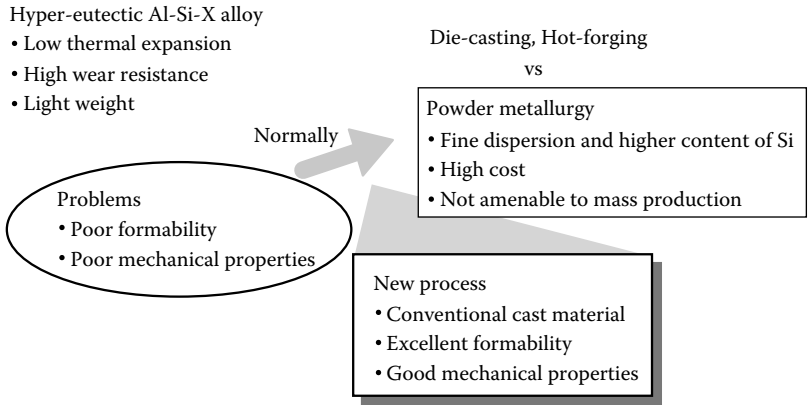 Hyper-eutectic Al-Si-X alloy
• Low thermal expansion
• High wear resistance
• Light weight
Die-casting, Hot-forging
vs
Powder metallurgy
• Fine dispersion and higher content of Si
• High cost
• Not amenable to mass production
Normally
Problems
• Poor formability
• Poor mechanical properties
New process
• Conventional cast material
• Excellent formability
• Good mechanical properties